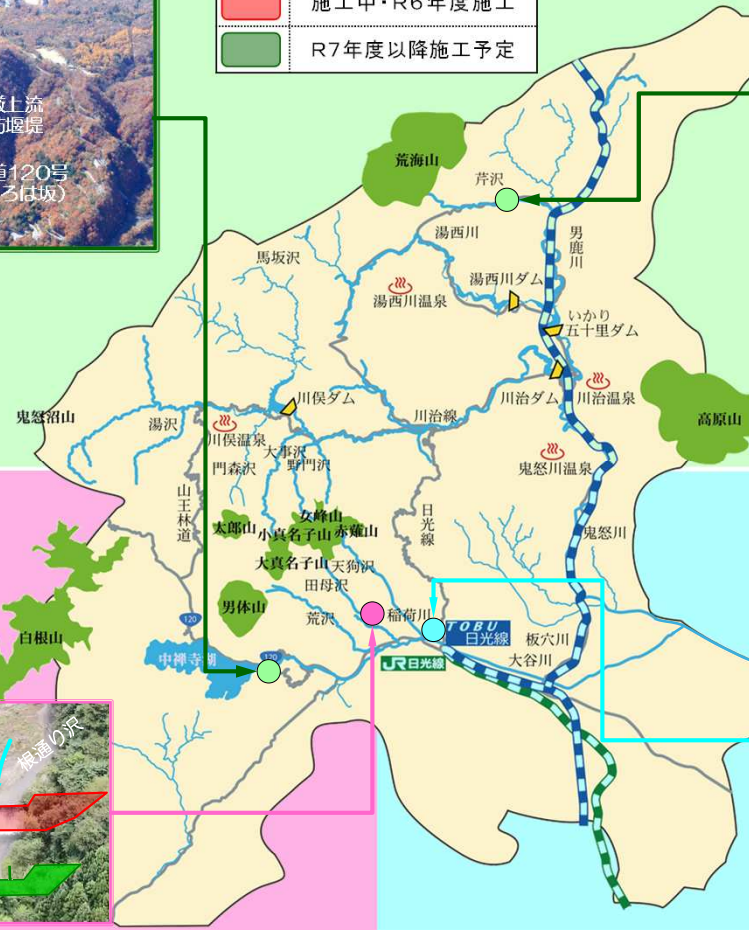 施工中・R6年度施工
R7年度以降施工予定
上流
堰堤
道120号
ろは坂)
荒海山
芹沢
男鹿川
湯西川
湯西川ダム
馬坂沢
湯西川温泉
いかり
五十里ダム
川俣ダム
川治ダム
川治温泉
鬼怒沼山
湯沢
川俣温泉
川治線
高原山
大事沢
門森沢
野門沢
鬼怒川温泉
山王林道
日光線
女峰山
太郎山
小真名子山
赤薙山
鬼怒川
大真名子山
天狗沢
田母沢
男体山
荒沢
稲荷川
120
白根山
TOBU
日光線
板穴川
中禅寺湖
120
大谷川
JR日光線
根通り沢